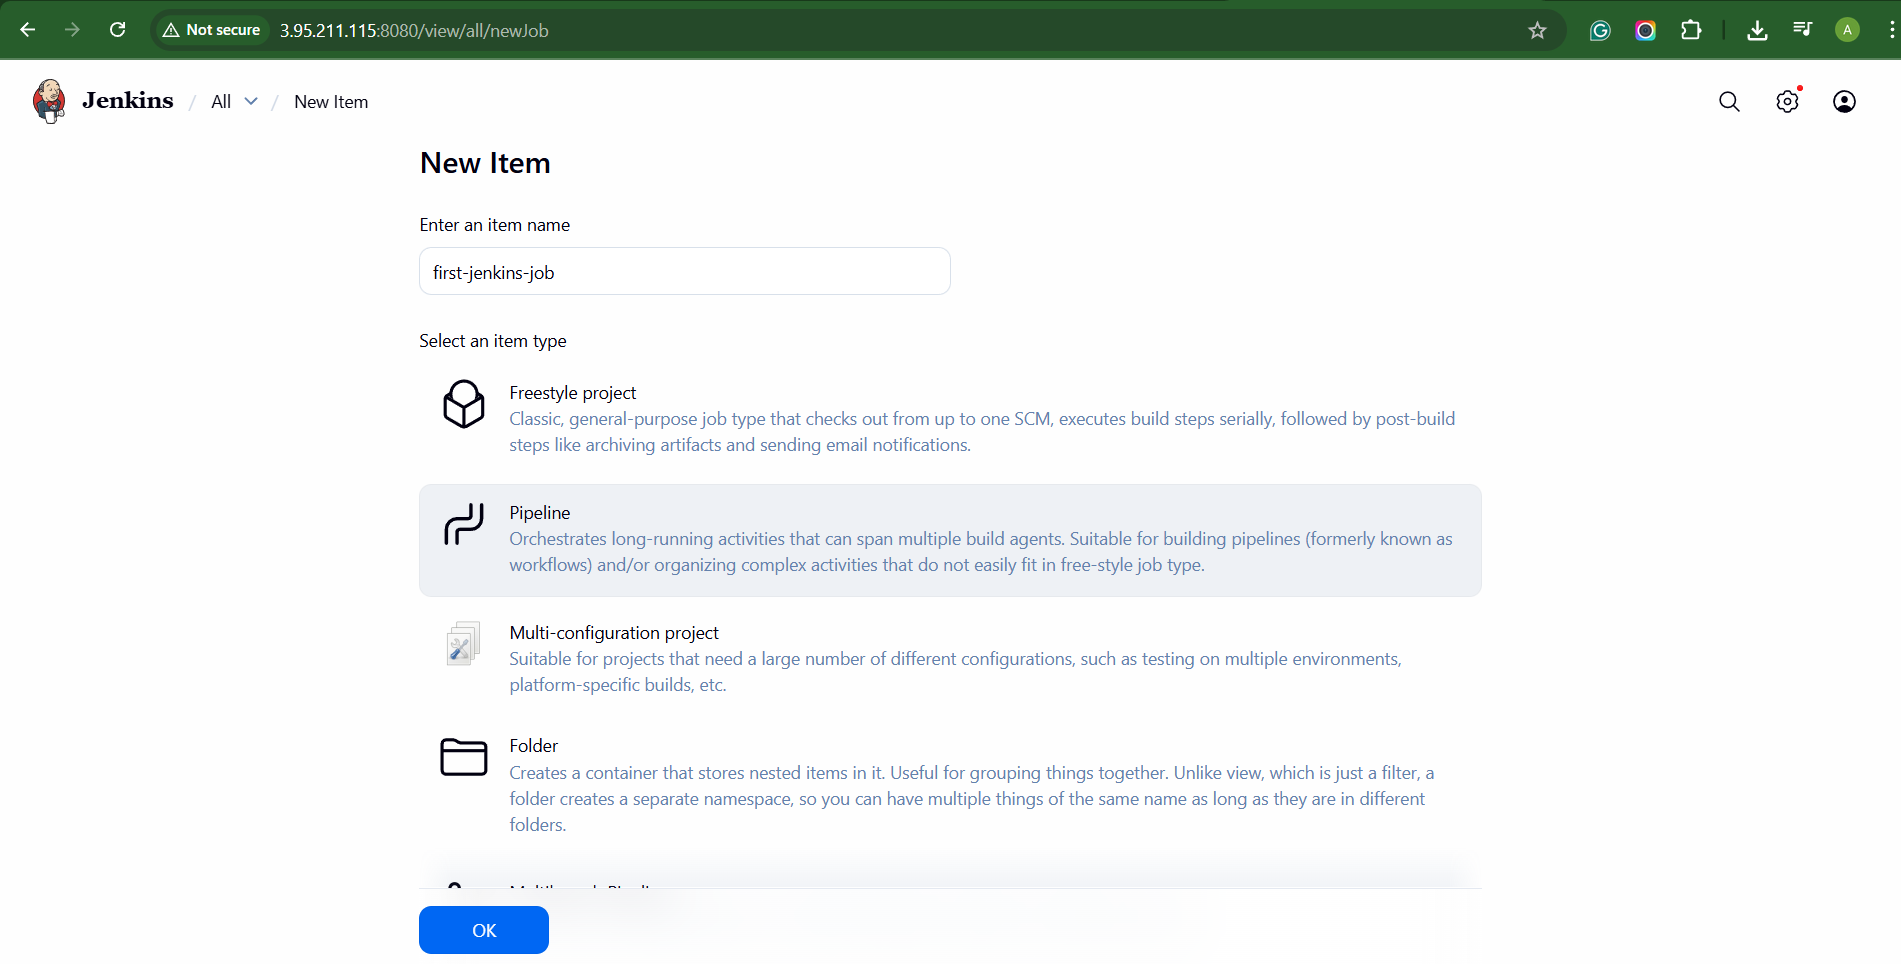 Not secure 3.95.211.115:8080/view/all/newJob
A
Jenkins / All / New Item
New Item
Enter an item name
first-jenkins-job
Select an item type
Freestyle project
Classic, general-purpose job type that checks out from up to one SCM, executes build steps serially, followed by post-build
steps like archiving artifacts and sending email notifications.
Pipeline
Orchestrates long-running activities that can span multiple build agents. Suitable for building pipelines (formerly known as
workflows) and/or organizing complex activities that do not easily fit in free-style job type.
Multi-configuration project
Suitable for projects that need a large number of different configurations, such as testing on multiple environments,
platform-specific builds, etc.
Folder
Creates a container that stores nested items in it. Useful for grouping things together. Unlike view, which is just a filter, a
folder creates a separate namespace, so you can have multiple things of the same name as long as they are in different
folders.
OK